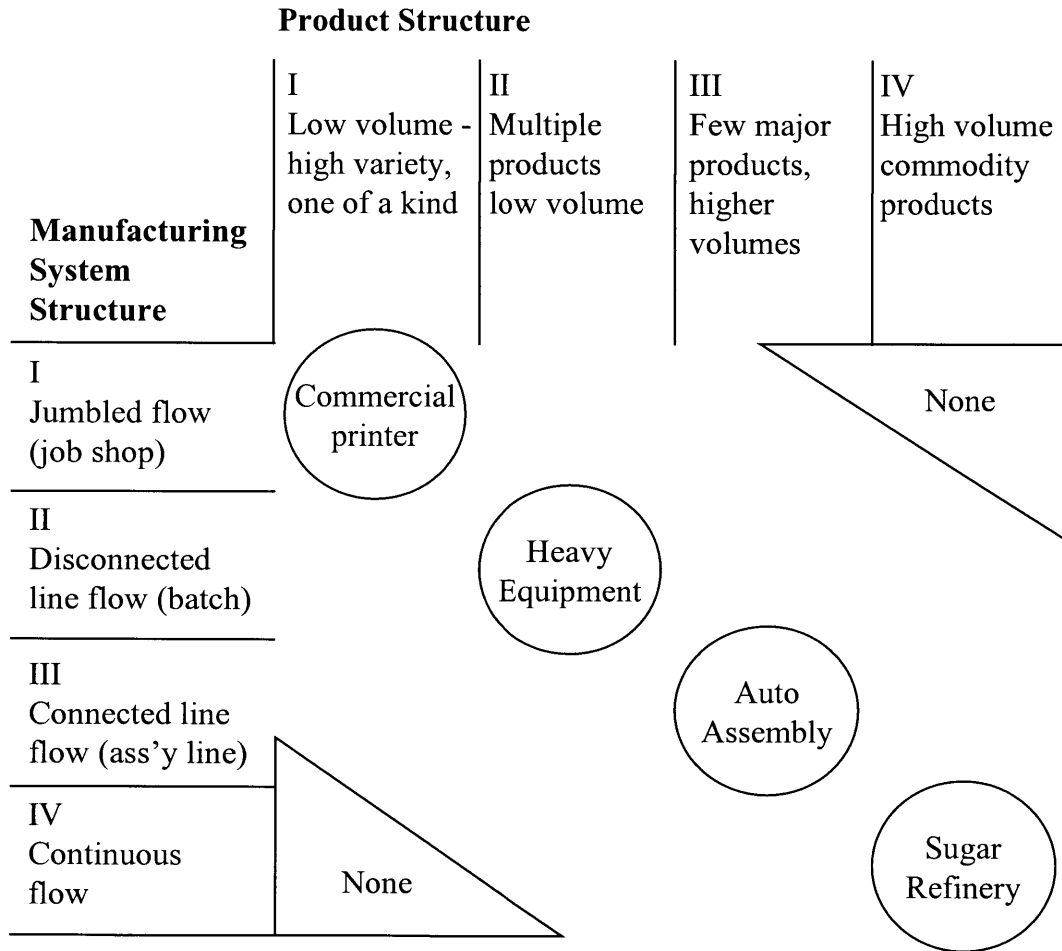 Product Structure
I
Low volume -
high variety,
one of a kind
II
Multiple
products
low volume
III
Few major
products,
higher
volumes
IV
High volume
commodity
products
Manufacturing
System
Structure
I
Jumbled flow
(job shop)
Commercial
printer
None
II
Disconnected
line flow (batch)
Heavy
Equipment
III
Connected line
flow (ass'y line)
Auto
Assembly
IV
Continuous
flow
None
Sugar
Refinery